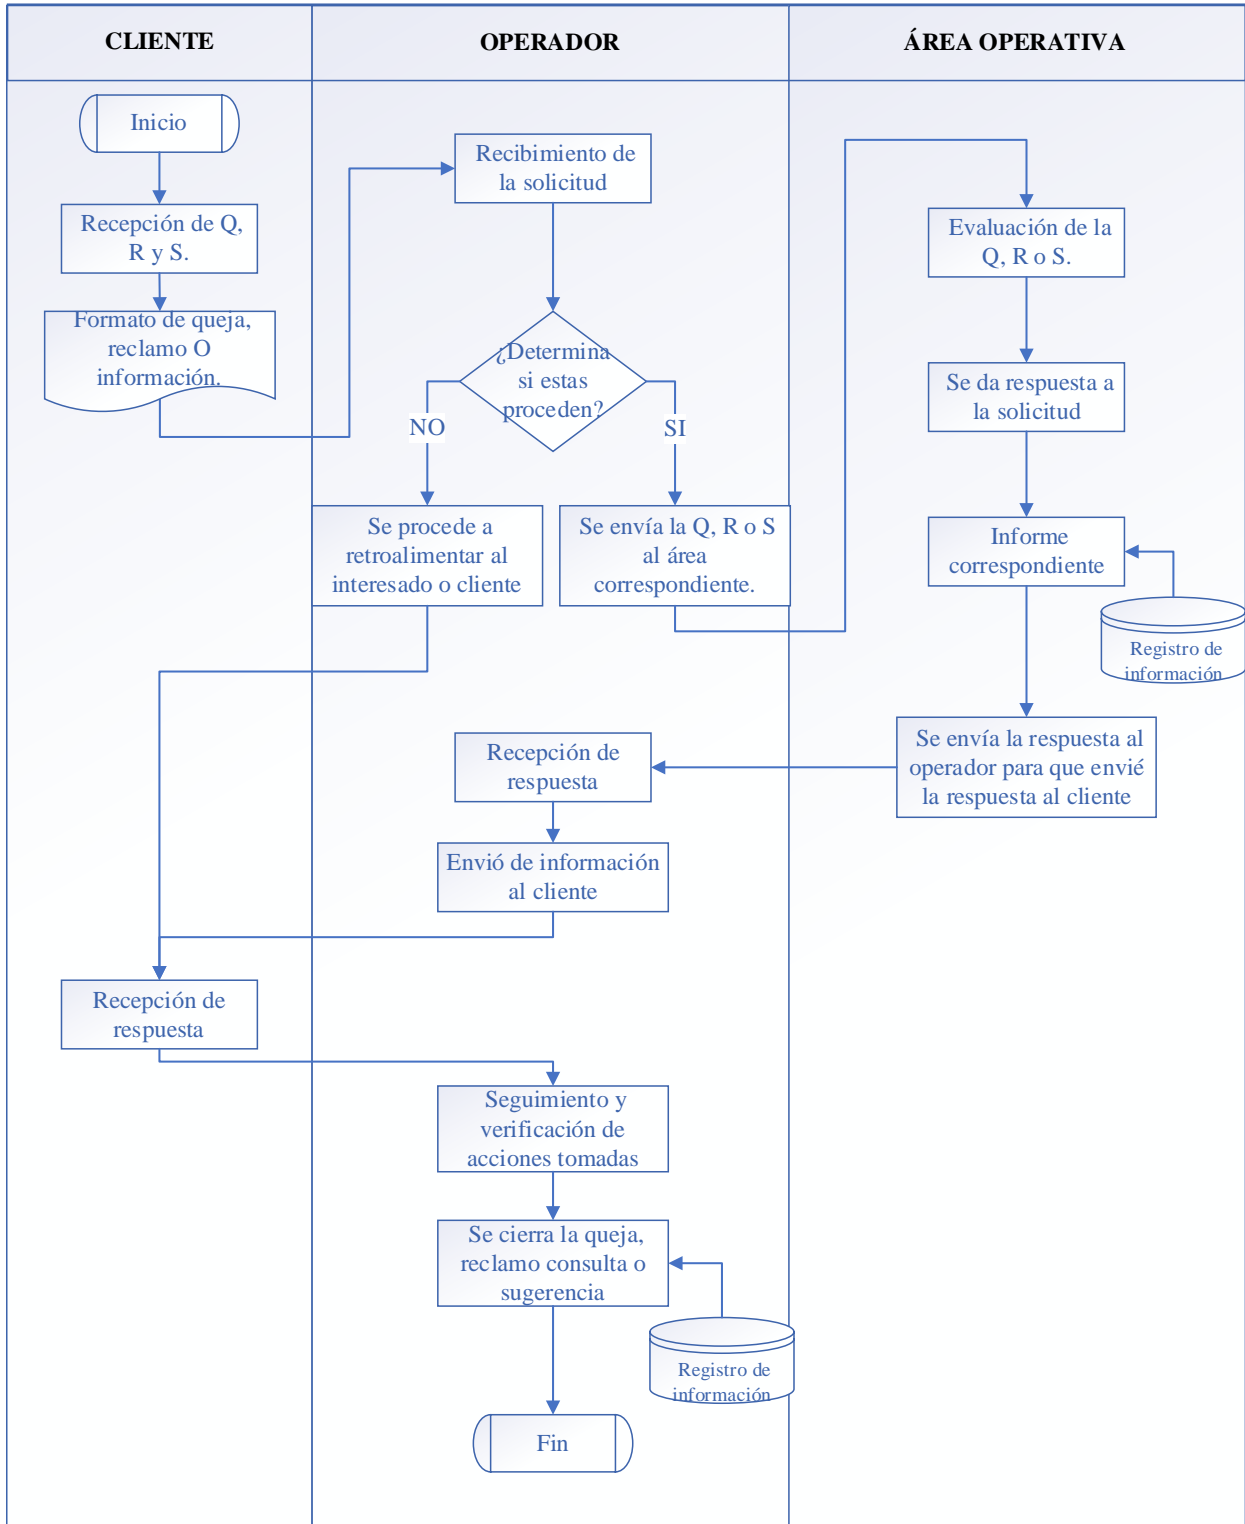 CLIENTE
OPERADOR
ÁREA OPERATIVA
Inicio
Recepción de Q,
R y S.
Formato de queja,
reclamo O
información.
Recibimiento de
la solicitud
¿Determina
si estas
proceden?
NO
SI
Se procede a
retroalimentar al
interesado o cliente
Se envía la Q, R o S
al área
correspondiente.
Evaluación de la
Q, R o S.
Se da respuesta a
la solicitud
Informe
correspondiente
Registro de
información
Se envía la respuesta al
operador para que envié
la respuesta al cliente
Recepción de
respuesta
Envió de información
al cliente
Recepción de
respuesta
Seguimiento y
verificación de
acciones tomadas
Se cierra la queja,
reclamo consulta o
sugerencia
Registro de
información
Fin